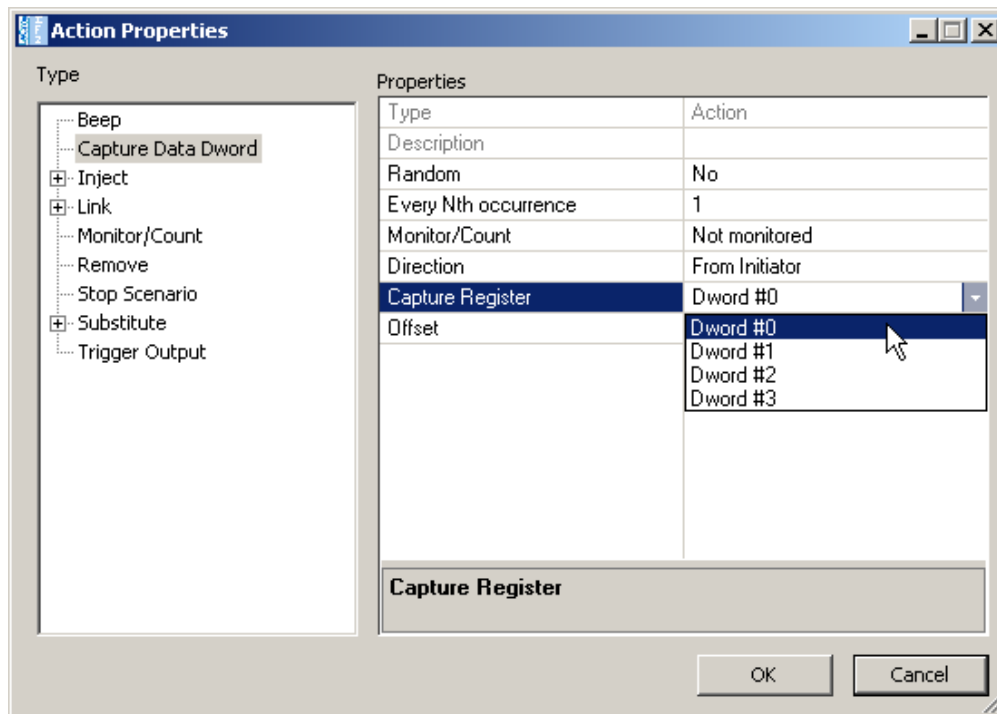 Action Properties
Type
Beep
Capture Data Dword
Inject
Link
Monitor/Count
Remove
Stop Scenario
Substitute
Trigger Output
Properties
Type Action
Description
Random No
Every Nth occurrence 1
Monitor/Count Not monitored
Direction From Initiator
Capture Register Dword #0
Offset
Dword #0
Dword #1
Dword #2
Dword #3
Capture Register
OK Cancel